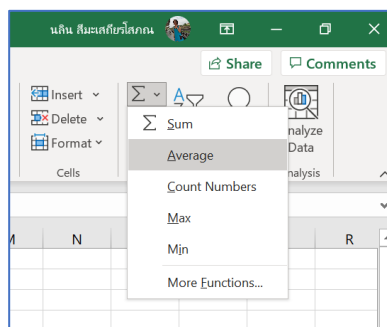 นลิน สีมะเสถียรโสภณ
Share Comments
Insert
Delete
Format
Cells
Sum
Average
Count Numbers
Max
Min
More Functions...
nalyze
Data
nalysis
N R